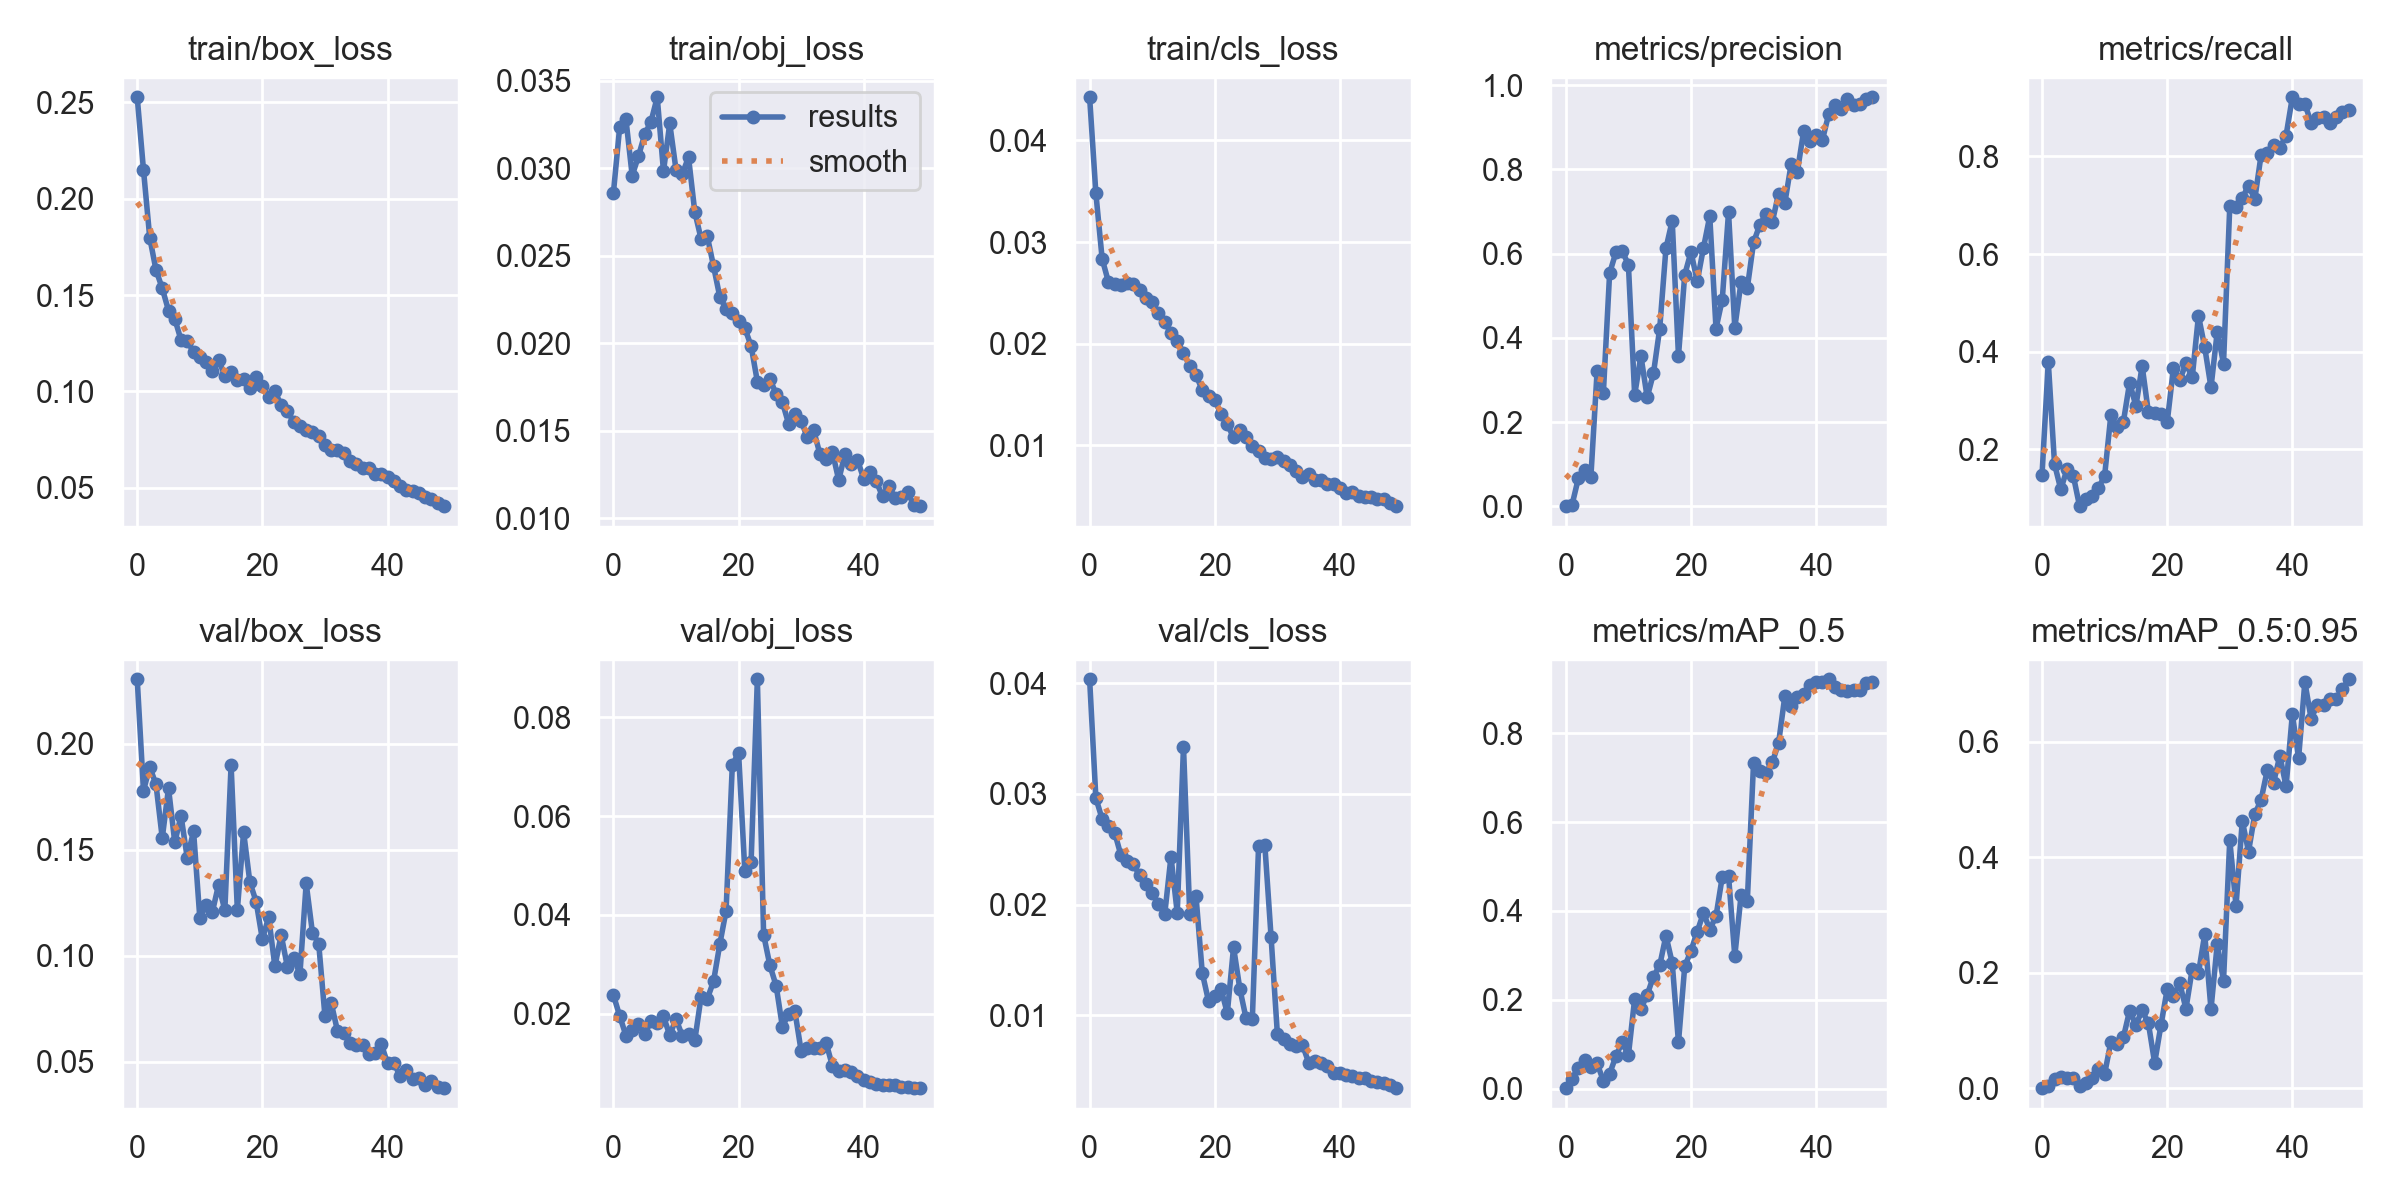 train/box_loss
0.25
0.20
0.15
0.10
0.05
0 20 40
train/obj_loss
results
smooth
0.035
0.030
0.025
0.020
0.015
0.010
0 20 40
train/cls_loss
0.04
0.03
0.02
0.01
0 20 40
metrics/precision
1.0
0.8
0.6
0.4
0.2
0.0
0 20 40
metrics/recall
0.8
0.6
0.4
0.2
0 20 40
val/box_loss
0.20
0.15
0.10
0.05
0 20 40
val/obj_loss
0.08
0.06
0.04
0.02
0 20 40
val/cls_loss
0.04
0.03
0.02
0.01
0 20 40
metrics/mAP_0.5
0.8
0.6
0.4
0.2
0.0
0 20 40
metrics/mAP_0.5:0.95
0.6
0.4
0.2
0.0
0 20 40